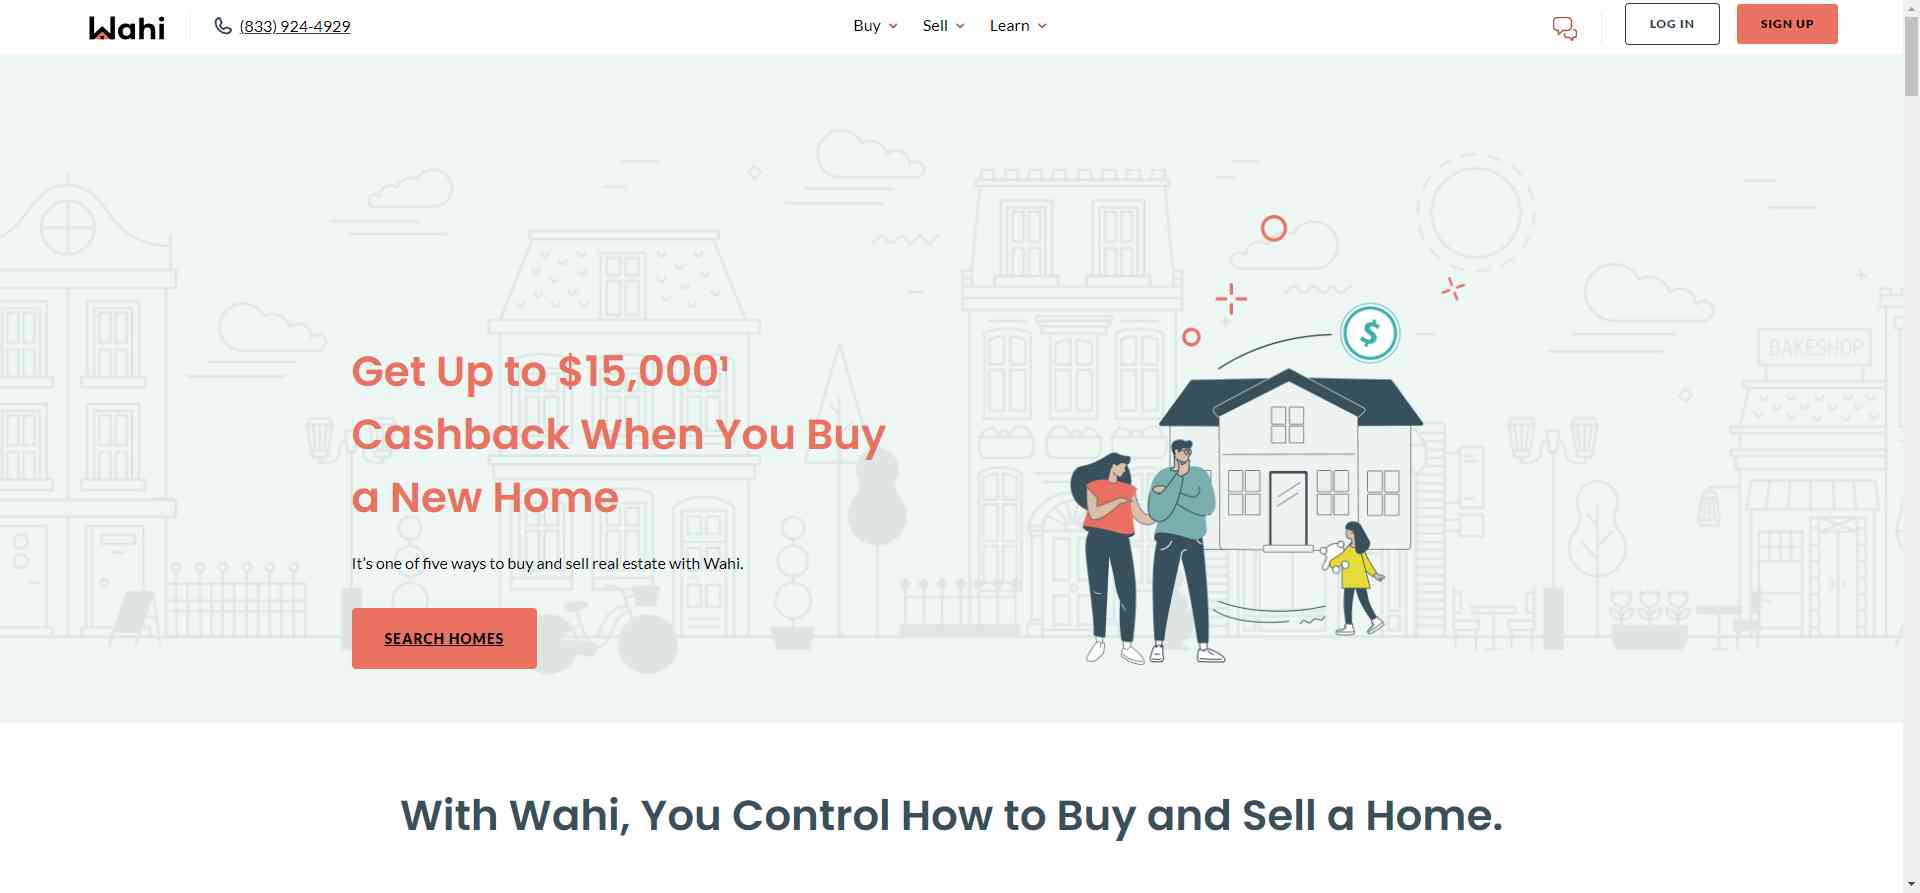 Wahi
(833) 924-4929
Buy
Sell
Learn
LOG IN
SIGN UP
BAKESHOP
$
Get Up to $15,000¹
Cashback When You Buy
a New Home
It's one of five ways to buy and sell real estate with Wahi.
SEARCH HOMES
With Wahi, You Control How to Buy and Sell a Home.